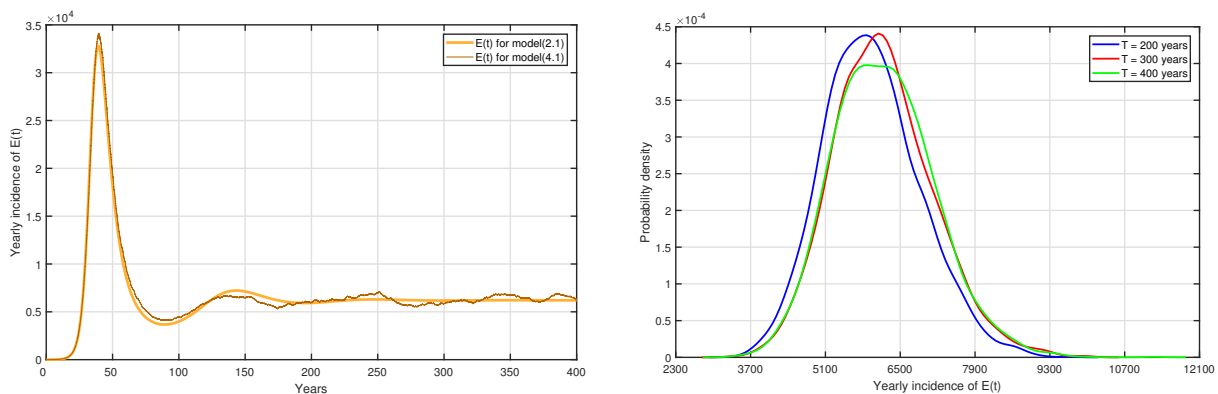 ×10^4
3.5
3
2.5
2
1.5
1
0.5
0
Yearly incidence of E(t)
E(t) for model(2.1)
E(t) for model(4.1)
0 50 100 150 200 250 300 350 400
Years
×10^-4
4.5
4
3.5
3
2.5
2
1.5
1
0.5
0
Probability density
T = 200 years
T = 300 years
T = 400 years
2300 3700 5100 6500 7900 9300 10700 12100
Yearly incidence of E(t)